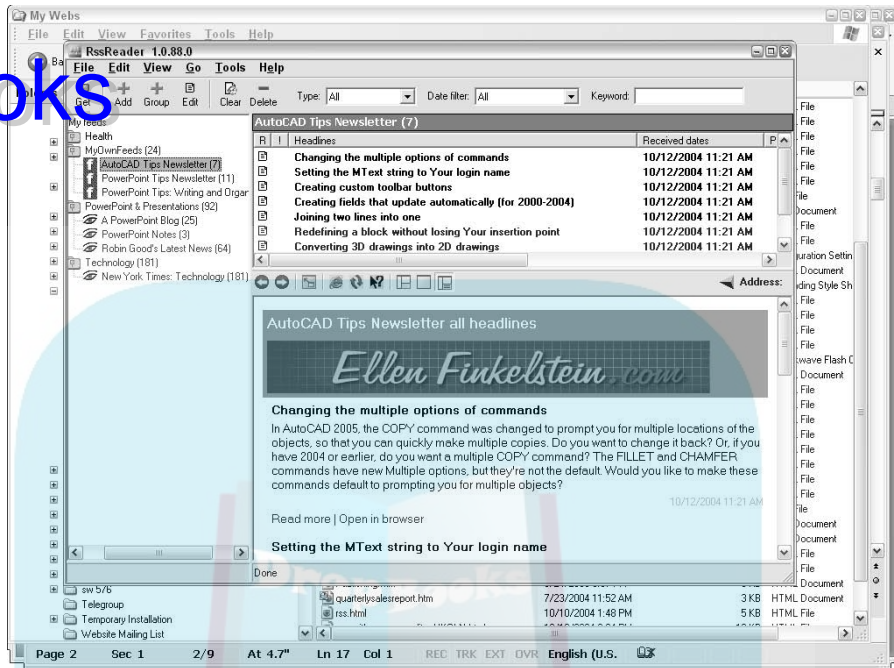 My Webs
File Edit View Favorites Tools Help
Ba
RssReader 1.0.88.0
File Edit View Go Tools Help
oks
Get Add Group Edit Clear Delete Type: All Date filter: All Keyword:
My feeds
Health
MyOwnFeeds (24)
AutoCAD Tips Newsletter (7)
PowerPoint Tips Newsletter (11)
PowerPoint Tips: Writing and Organ
PowerPoint & Presentations (92)
A PowerPoint Blog (25)
PowerPoint Notes (3)
Robin Good's Latest News (64)
Technology (181)
New York Times: Technology (181)
AutoCAD Tips Newsletter (7)
R ! Headlines Received dates P
Changing the multiple options of commands 10/12/2004 11:21 AM
Setting the MText string to Your login name 10/12/2004 11:21 AM
Creating custom toolbar buttons 10/12/2004 11:21 AM
Creating fields that update automatically (for 2000-2004) 10/12/2004 11:21 AM
Joining two lines into one 10/12/2004 11:21 AM
Redefining a block without losing Your insertion point 10/12/2004 11:21 AM
Converting 3D drawings into 2D drawings 10/12/2004 11:21 AM
Address:
AutoCAD Tips Newsletter all headlines
Ellen Finkelstein.com
Changing the multiple options of commands
In AutoCAD 2005, the COPY command was changed to prompt you for multiple locations of the
objects, so that you can quickly make multiple copies. Do you want to change it back? Or, if you
have 2004 or earlier, do you want a multiple COPY command? The FILLET and CHAMFER
commands have new Multiple options, but they're not the default. Would you like to make these
commands default to prompting you for multiple objects?
10/12/2004 11:21 AM
Read more | Open in browser
Setting the MText string to Your login name
Done
File
File
File
File
File
File
File
Document
File
File
uration Settin
Document
ding Style Sh
File
File
File
File
wave Flash C
Document
File
File
File
File
File
File
File
File
File
Document
Document
File
File
DropBooks
sw 5/6
Telegroup
Temporary Installation
Website Mailing List
HTML Document
quarterlysalesreport.htm 7/23/2004 11:52 AM 3 KB HTML Document
rss.html 10/10/2004 1:48 PM 5 KB HTML File
Page 2 Sec 1 2/9 At 4.7" Ln 17 Col 1 REC TRK EXT OVR English (U.S.